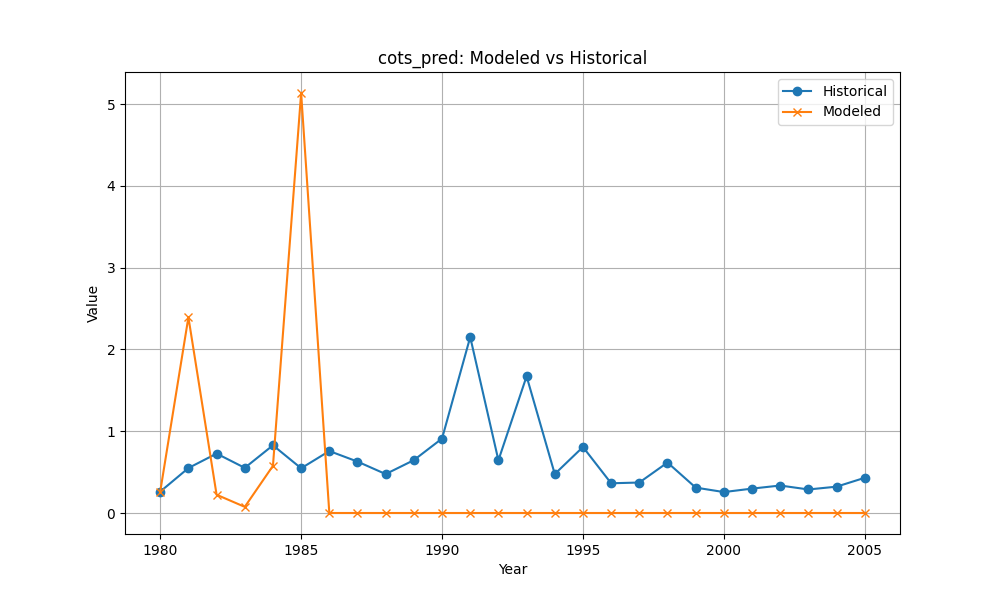 cots_pred: Modeled vs Historical
Historical
Modeled
5
4
3
2
1
0
Value
1980 1985 1990 1995 2000 2005
Year